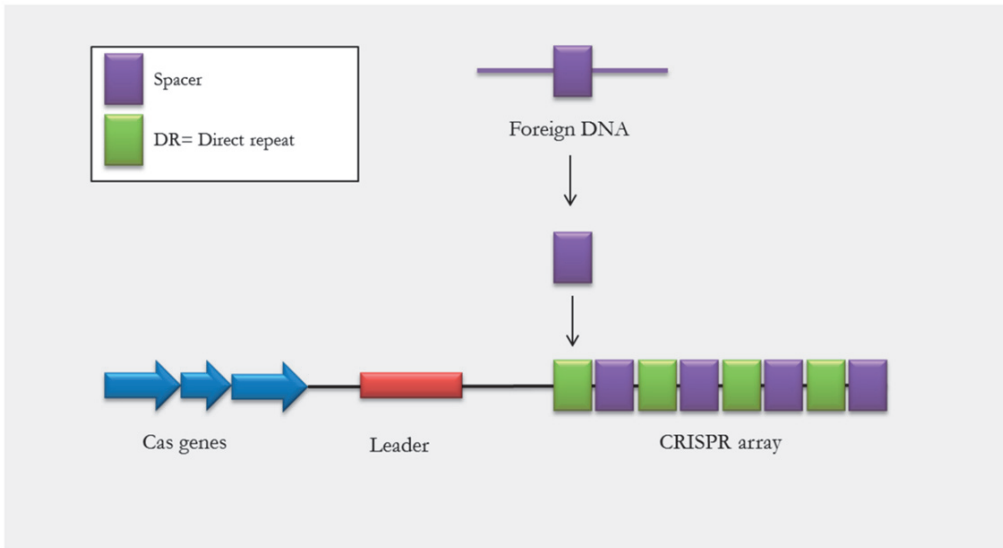 Spacer
DR= Direct repeat
Foreign DNA
Cas genes
Leader
CRISPR array